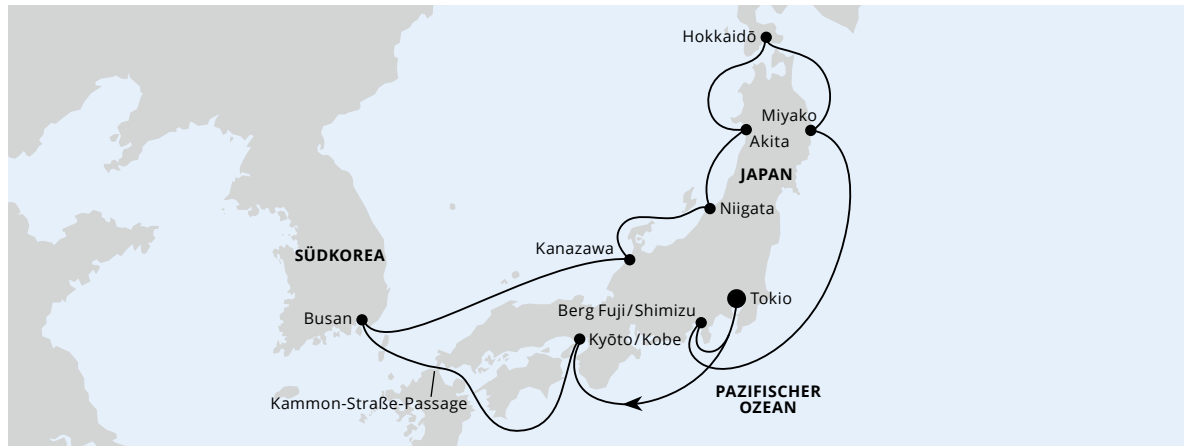 Hokkaidō
Miyako
Akita
JAPAN
Niigata
Kanazawa
SÜDKOREA
Tokio
Berg Fuji/Shimizu
Busan
Kyōto/Kobe
PAZIFISCHER
OZEAN
Kammon-Straße-Passage